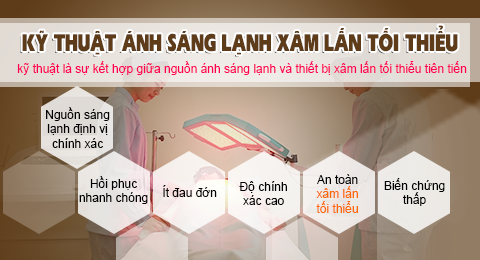 KỸ THUẬT ÁNH SÁNG LẠNH XÂM LẤN TỐI THIỂU
kỹ thuật là sự kết hợp giữa nguồn ánh sáng lạnh và thiết bị xâm lấn tối thiểu tiên tiến
Nguồn sáng
lạnh định vị
chính xác
Hồi phục
nhanh chóng
Ít đau đớn
Độ chính
xác cao
An toàn
xâm lấn
tối thiểu
Biến chứng
thấp